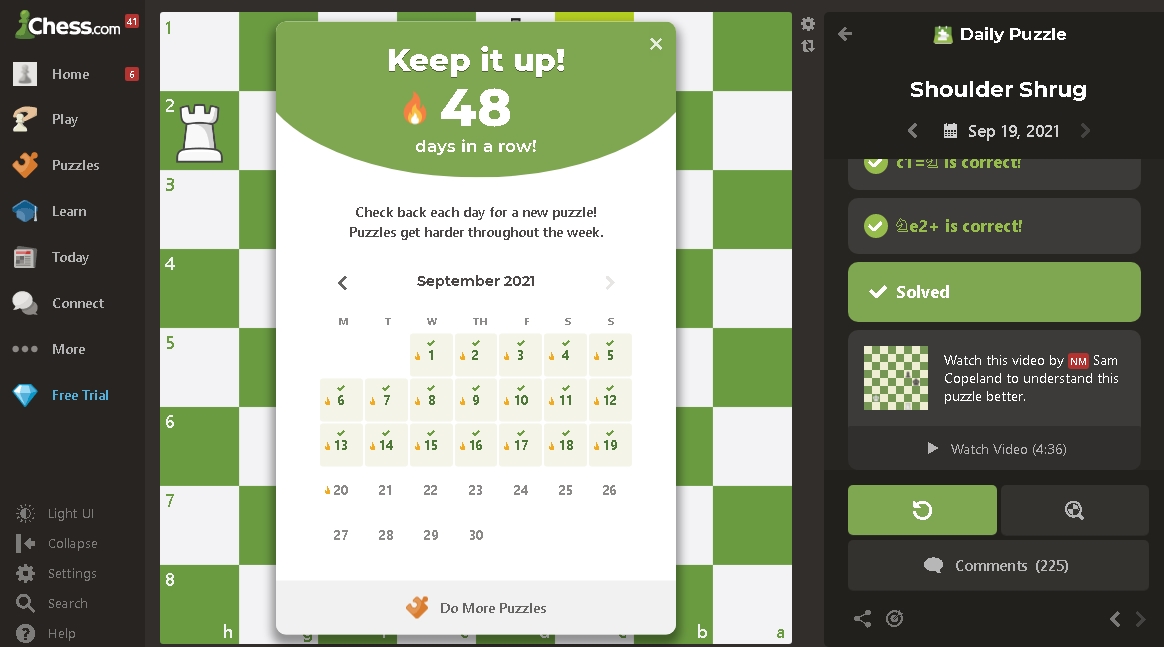 Chess.com
41
Home
6
Play
Puzzles
Learn
Today
Connect
More
Free Trial
Light UI
Collapse
Settings
Search
Help
1
2
3
4
5
6
7
8
h
b
a
Keep it up!
48
days in a row!
Check back each day for a new puzzle!
Puzzles get harder throughout the week.
September 2021
M T W TH F S S
1 2 3 4 5
6 7 8 9 10 11 12
13 14 15 16 17 18 19
20 21 22 23 24 25 26
27 28 29 30
Do More Puzzles
Daily Puzzle
Shoulder Shrug
Sep 19, 2021
c1=♘ is correct!
♘e2+ is correct!
Solved
Watch this video by NM Sam
Copeland to understand this
puzzle better.
Watch Video (4:36)
Comments (225)